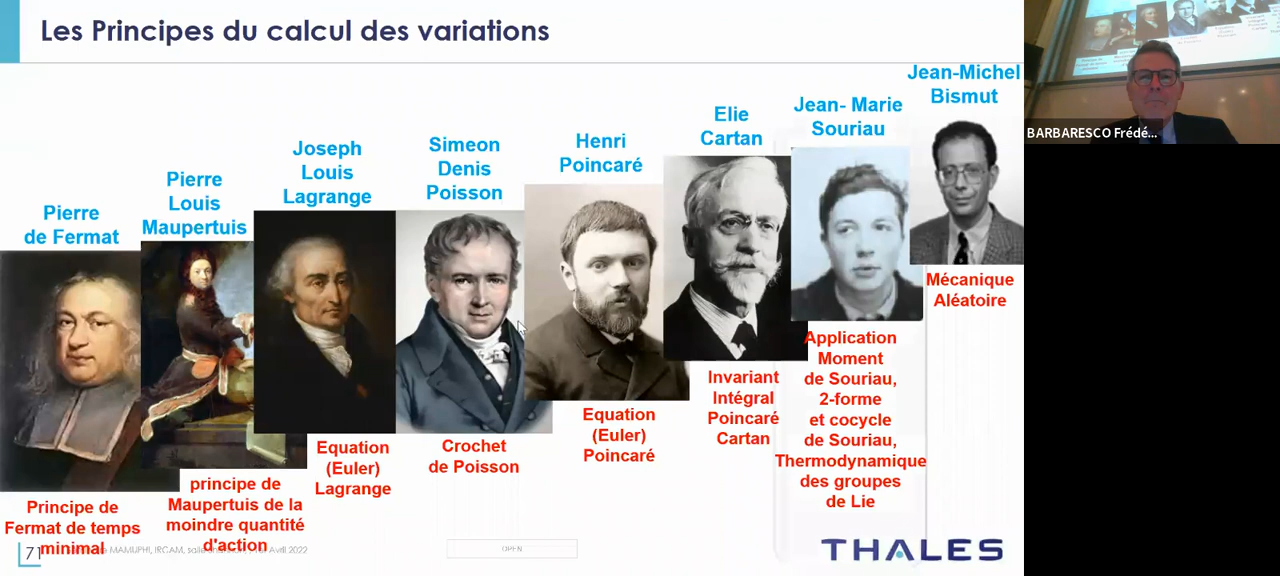 Les Principes du calcul des variations
Pierre
de Fermat
Principe de
Fermat de temps
minimal
Pierre
Louis
Maupertuis
principe de
Maupertuis de la
moindre quantité
d'action
Joseph
Louis
Lagrange
Equation
(Euler)
Lagrange
Simeon
Denis
Poisson
Crochet
de Poisson
Henri
Poincaré
Equation
(Euler)
Poincaré
Elie
Cartan
Invariant
Intégral
Poincaré
Cartan
Jean- Marie
Souriau
Application
Moment
de Souriau,
2-forme
et cocycle
de Souriau,
Thermodynamique
des groupes
de Lie
Jean-Michel
Bismut
Mécanique
Aléatoire
BARBARESCO Frédé...
71
MAMUPHI, IRCAM, Avril 2022
OPEN
THALES